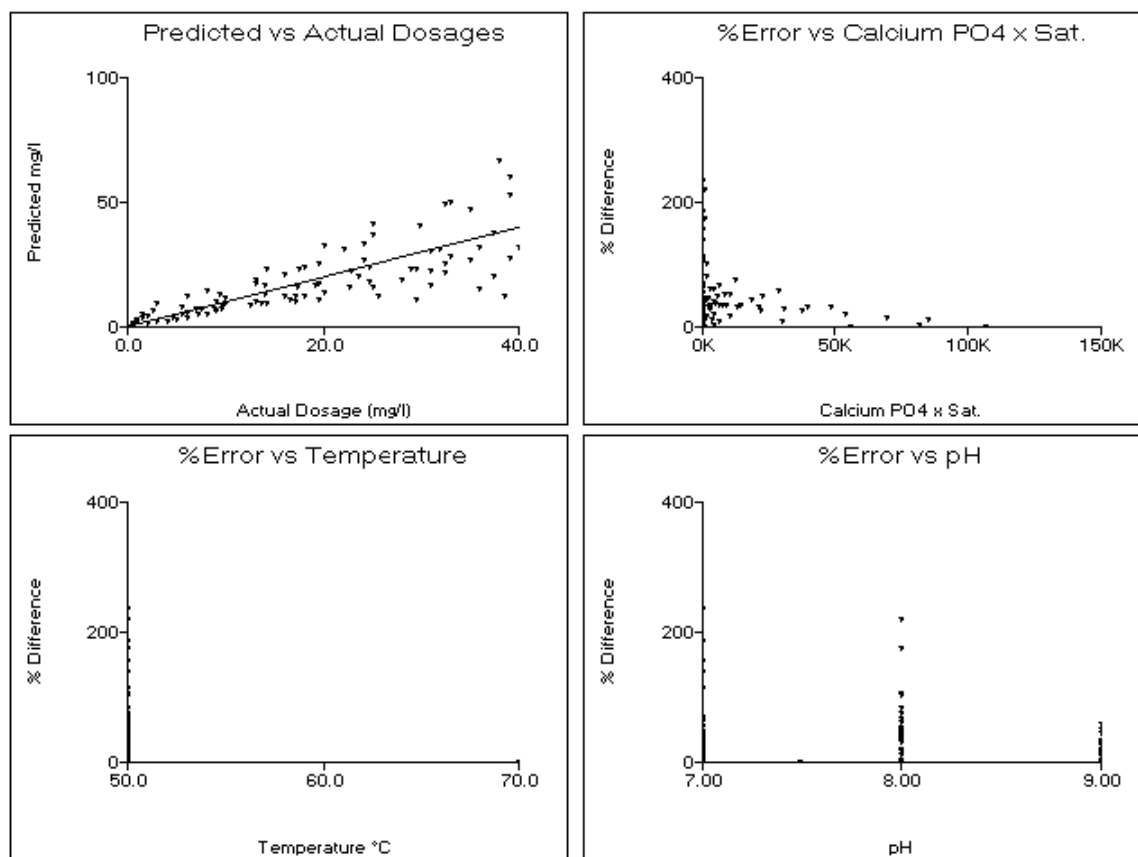 Predicted vs Actual Dosages
100
50
0
Predicted mg/l
0.0 20.0 40.0
Actual Dosage (mg/l)
%Error vs Calcium PO4 x Sat.
400
200
0
% Difference
0K 50K 100K 150K
Calcium PO4 x Sat.
%Error vs Temperature
400
200
0
% Difference
50.0 60.0 70.0
Temperature °C
%Error vs pH
400
200
0
% Difference
7.00 8.00 9.00
pH